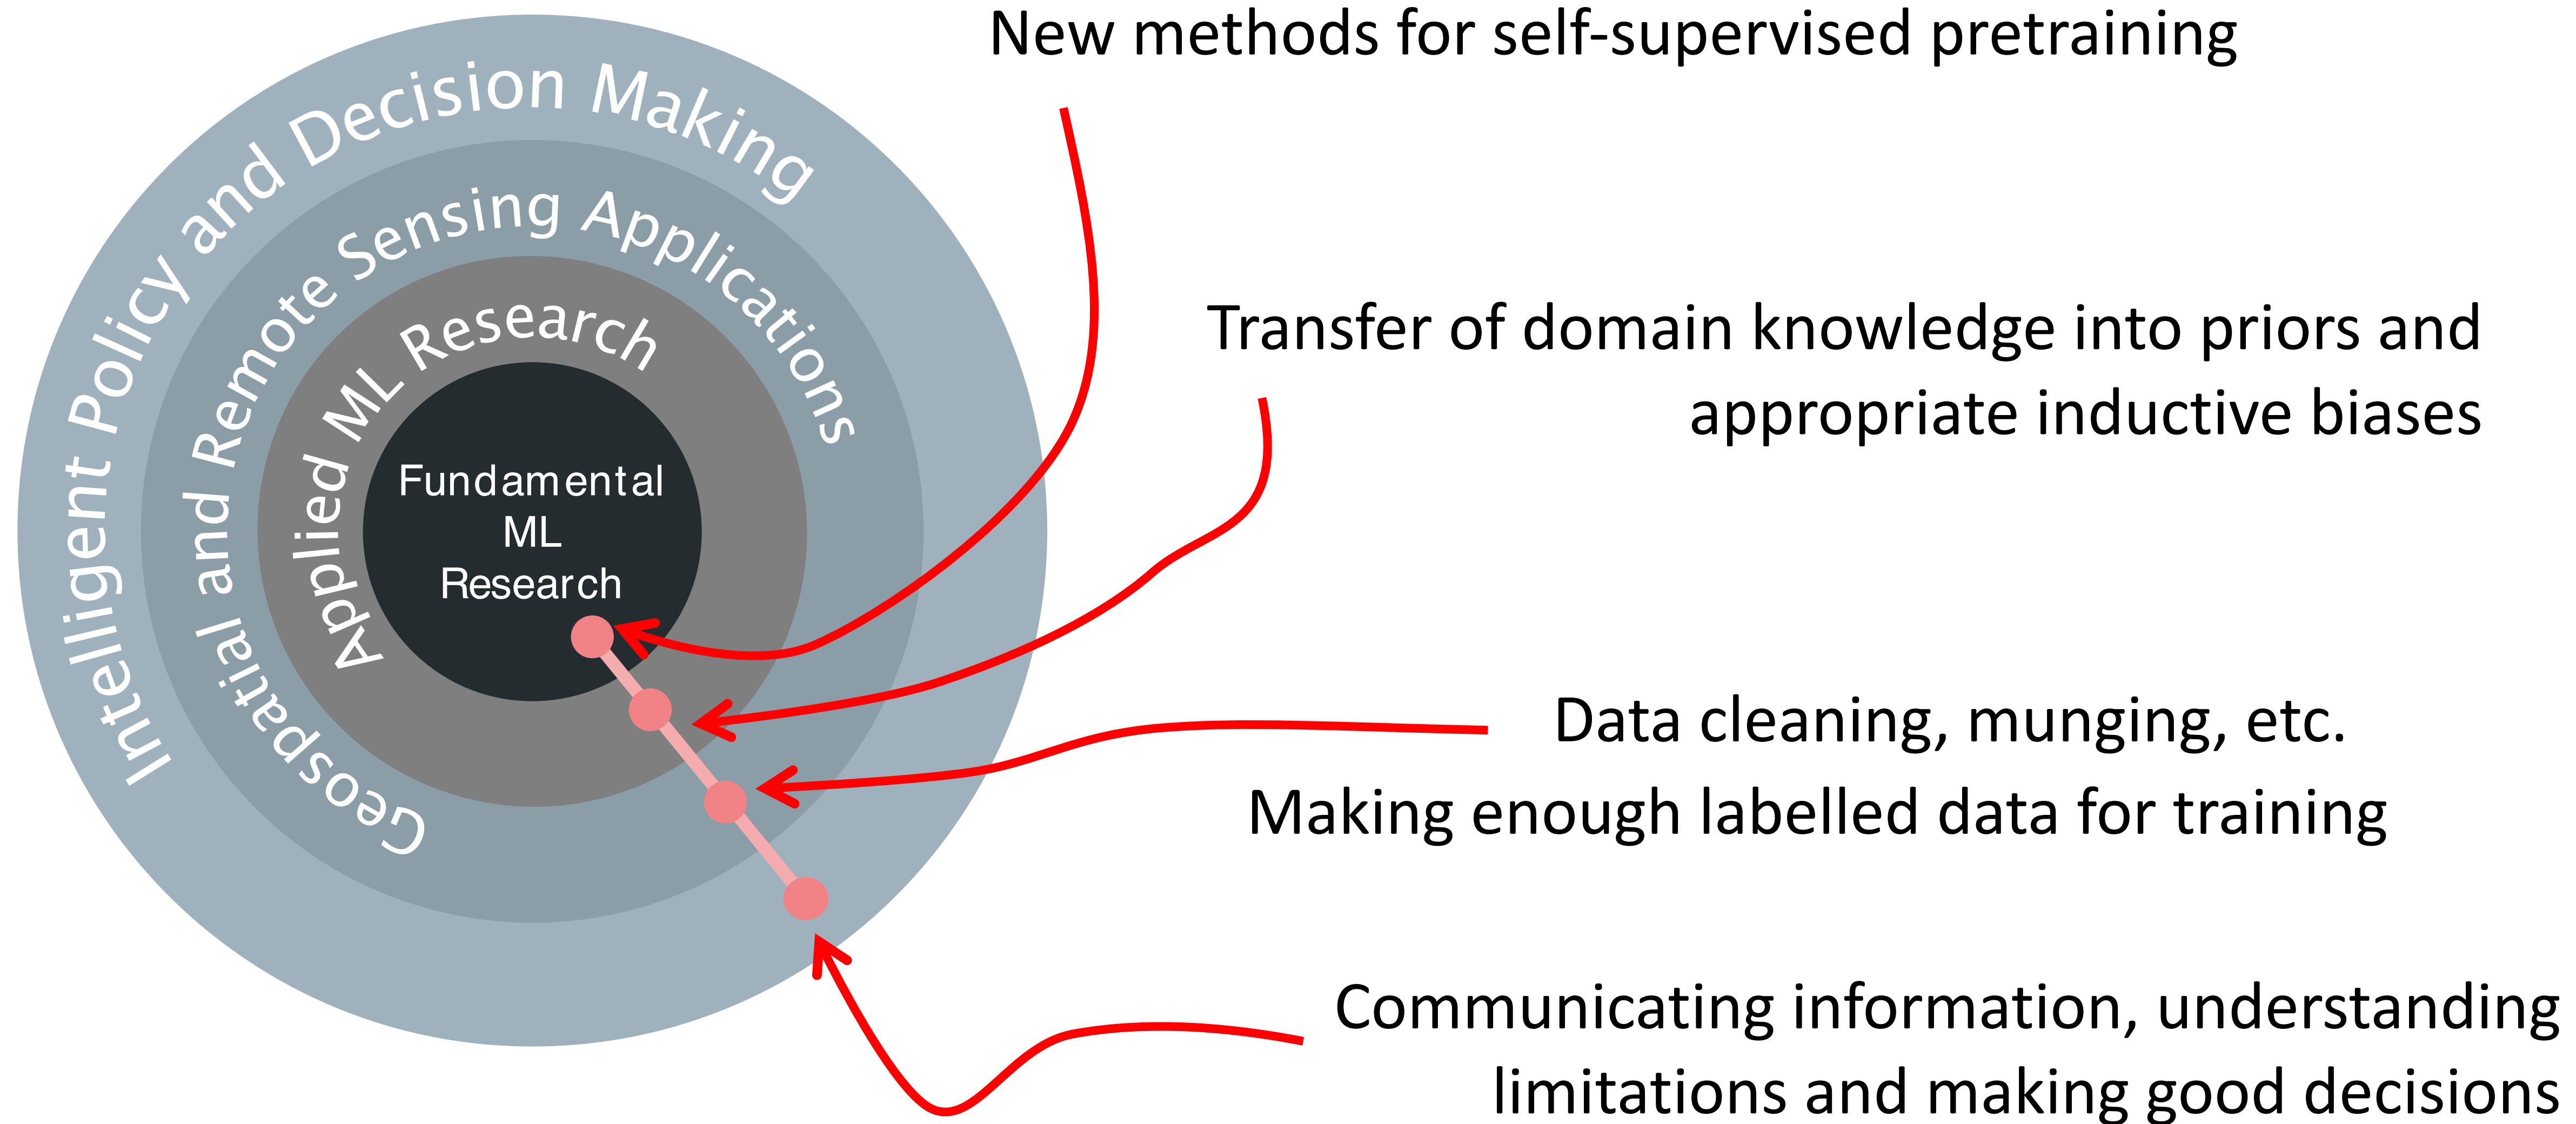 Intelligent Policy and Decision Making
Geospatial and Remote Sensing Applications
Applied ML Research
Fundamental
ML
Research
New methods for self-supervised pretraining
Transfer of domain knowledge into priors and
appropriate inductive biases
Data cleaning, munging, etc.
Making enough labelled data for training
Communicating information, understanding
limitations and making good decisions